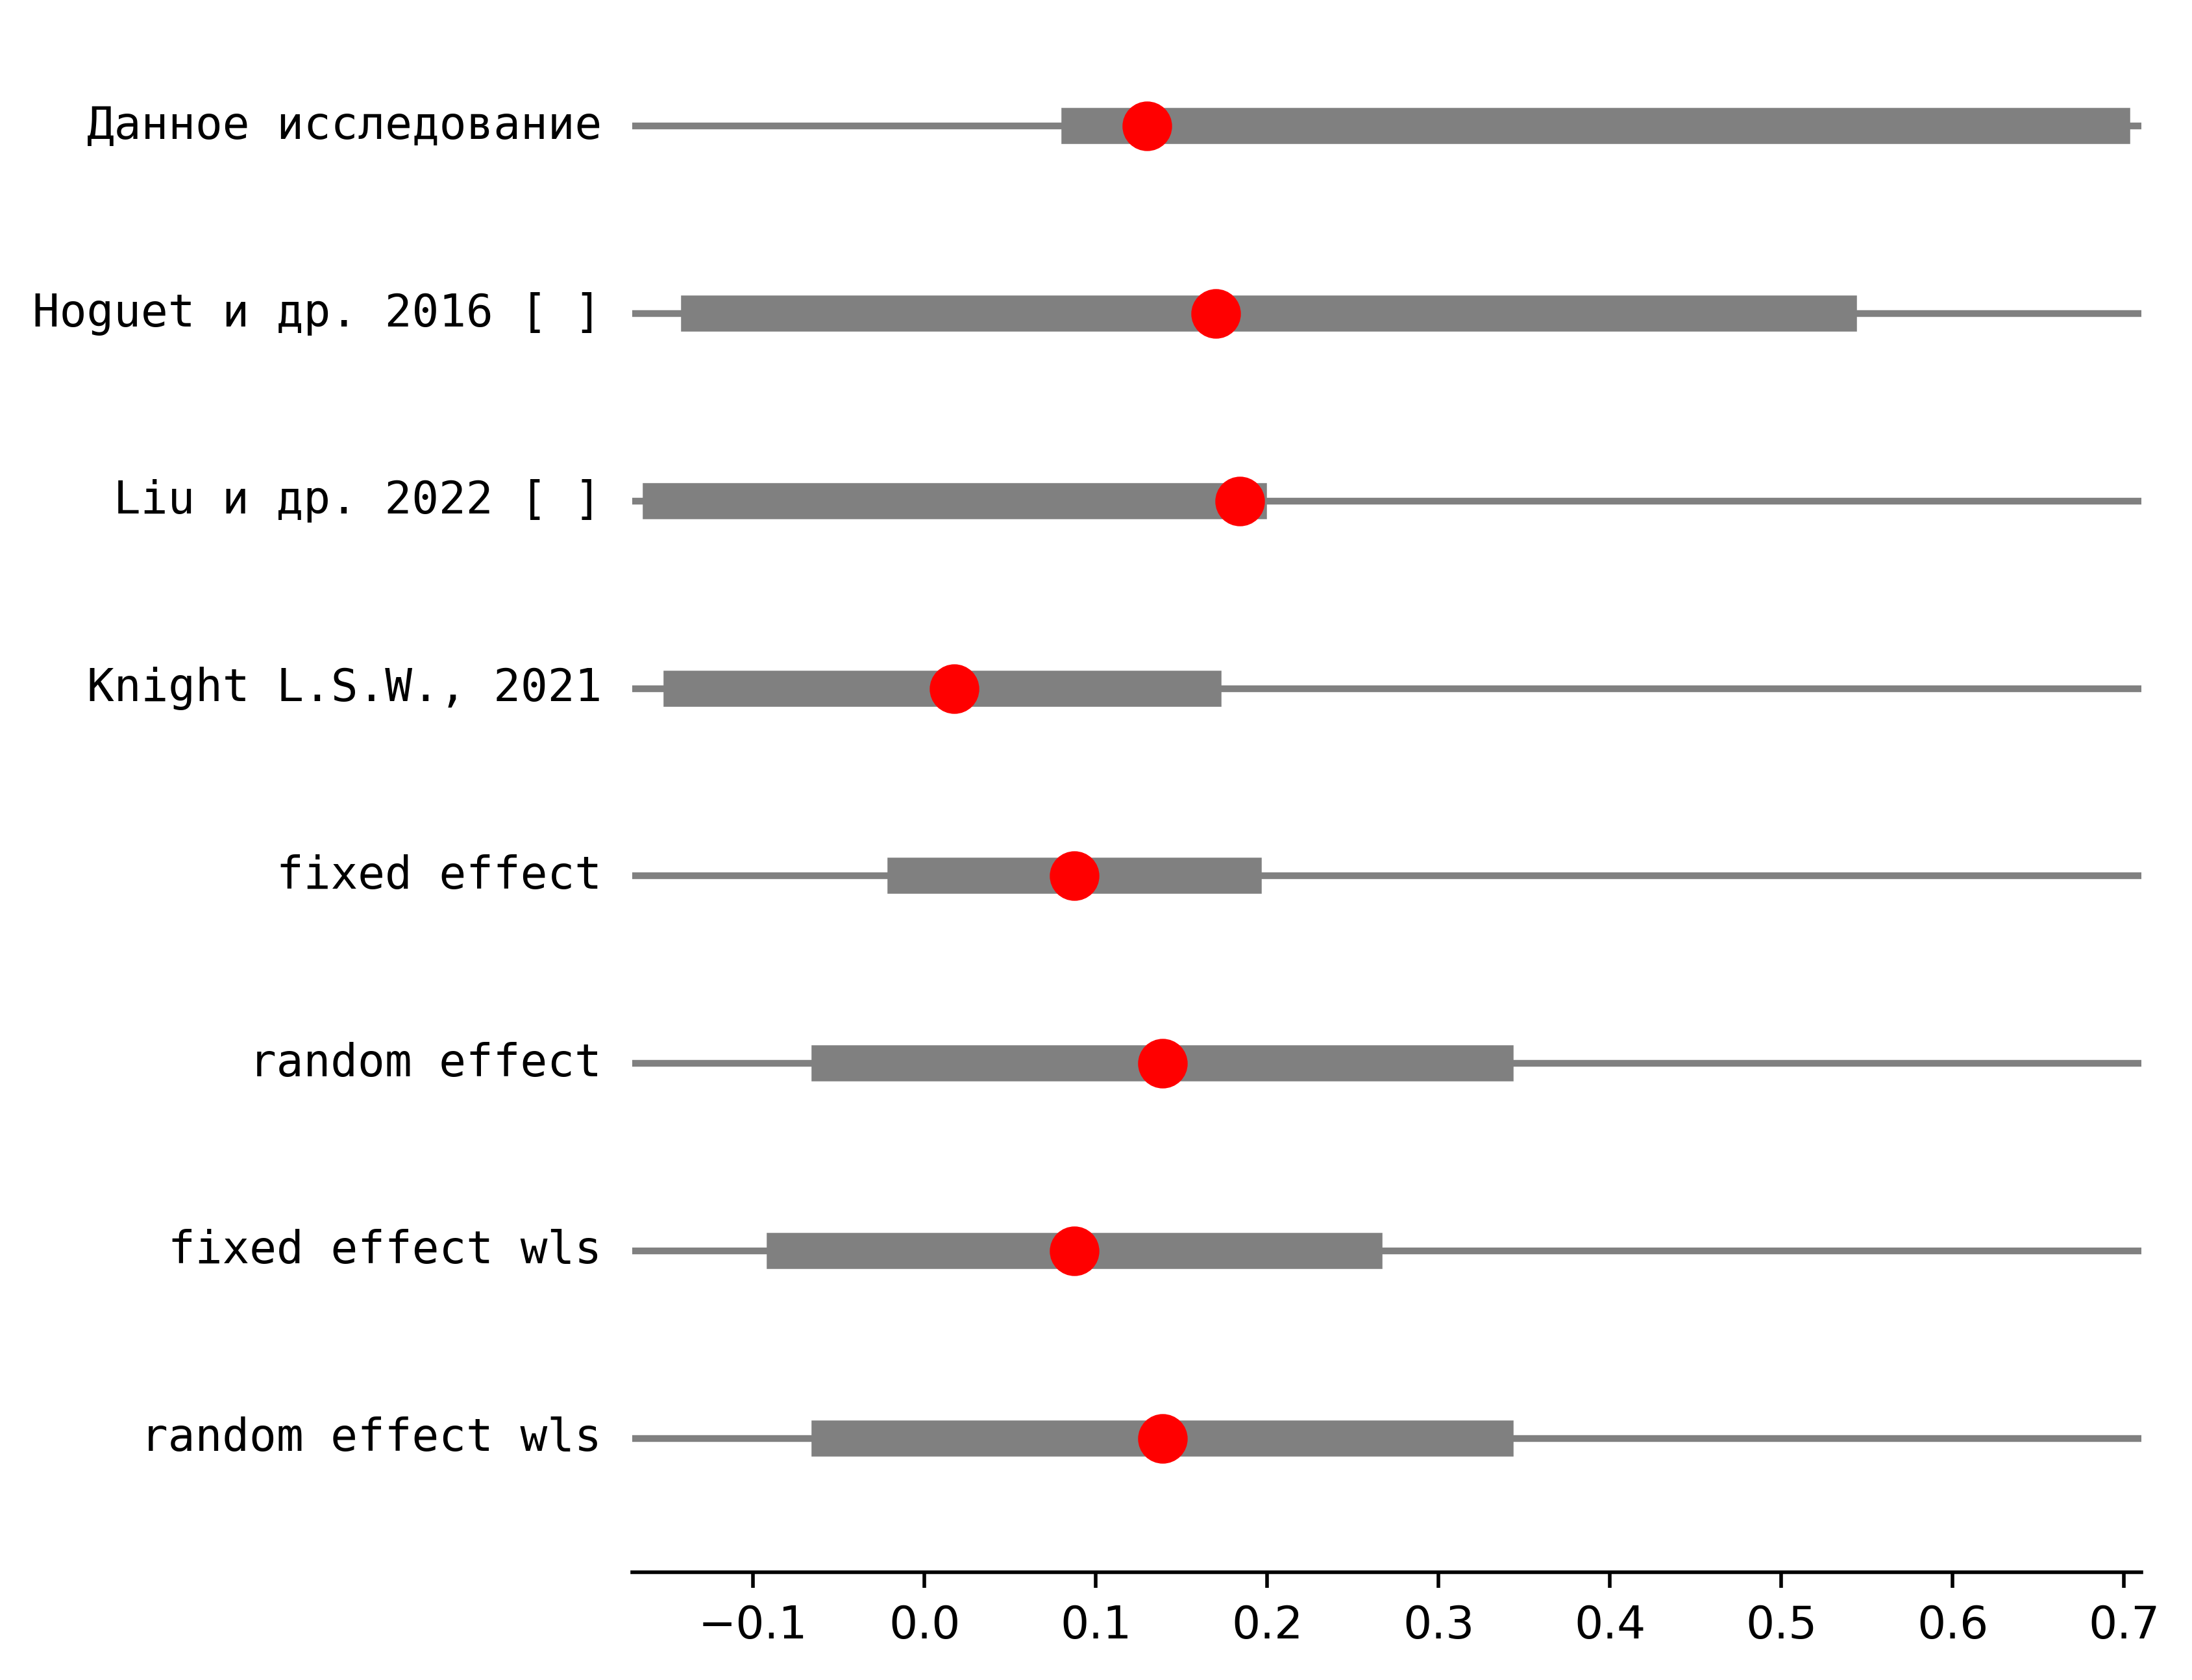 Данное исследование
Hoguet и др. 2016 [ ]
Liu и др. 2022 [ ]
Knight L.S.W., 2021
fixed effect
random effect
fixed effect wls
random effect wls
−0.1 0.0 0.1 0.2 0.3 0.4 0.5 0.6 0.7